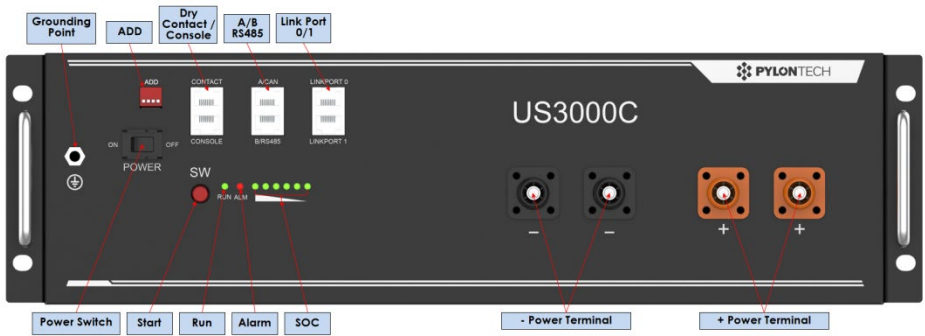 Grounding
Point
ADD
Dry
Contact /
Console
A/B
RS485
Link Port
0/1
PYLONTECH
ADD
CONTACT
A/CAN
LINKPORT 0
US3000C
CONSOLE
B/RS485
LINKPORT 1
ON
OFF
POWER
SW
RUN
ALM
–
–
+
+
Power Switch
Start
Run
Alarm
SOC
- Power Terminal
+ Power Terminal